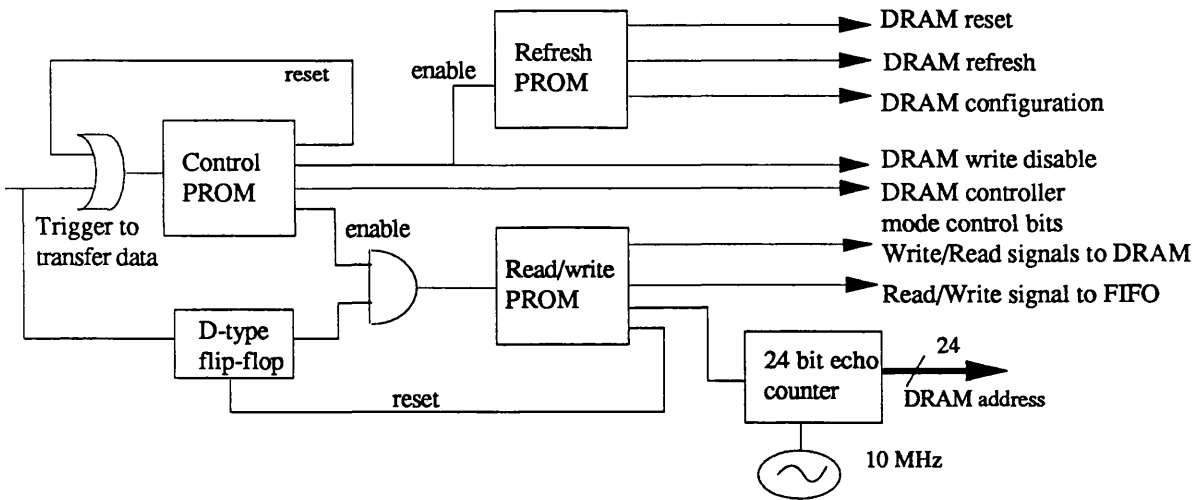 DRAM reset
Refresh
PROM
DRAM refresh
DRAM configuration
reset
enable
Control
PROM
DRAM write disable
DRAM controller
mode control bits
Trigger to
transfer data
enable
Read/write
PROM
Write/Read signals to DRAM
Read/Write signal to FIFO
D-type
flip-flop
reset
24 bit echo
counter
24
DRAM address
10 MHz